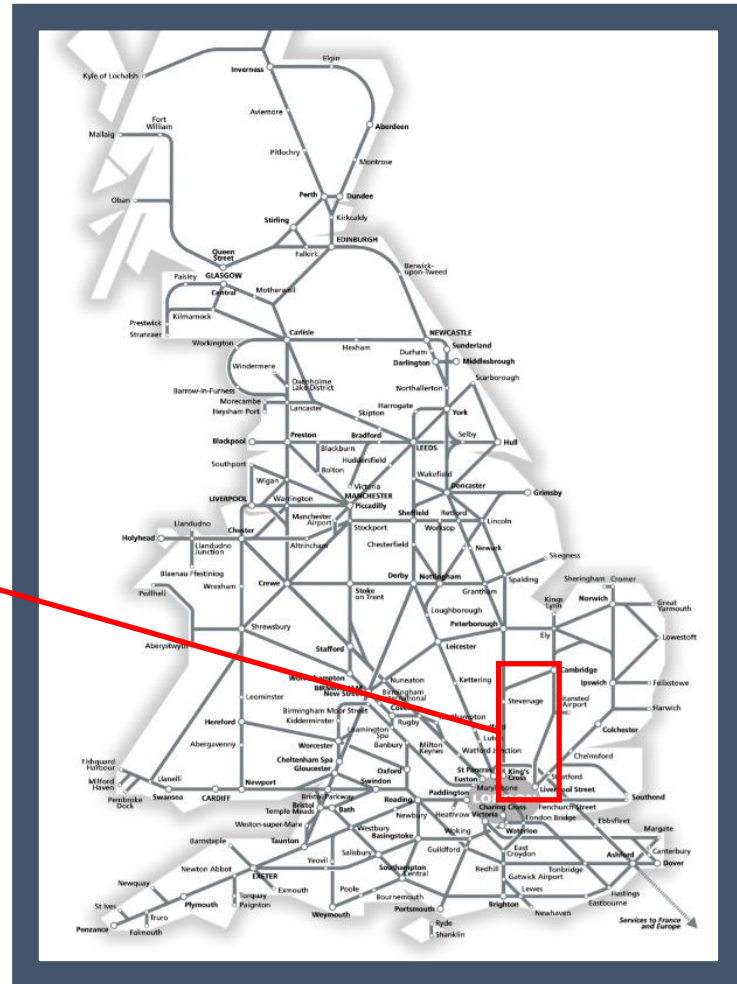 Elgin
Kyle of Lochalsh
Inverness
Aviemore
Fort
William
Mallaig
Aberdeen
Pitlochry
Montrose
Perth
Dundee
Oban
Stirling
Kirkcaldy
EDINBURGH
Queen
Street
Falkirk
Berwick-
upon-Tweed
Paisley
GLASGOW
Central
Motherwell
Prestwick
Kilmarnock
Stranraer
Carlisle
NEWCASTLE
Workington
Hexham
Sunderland
Durham
Darlington
Middlesbrough
Windermere
Scarborough
Oxenholme
Lake District
Barrow-in-Furness
Northallerton
Morecambe
Heysham Port
Lancaster
Harrogate
York
Skipton
Blackpool
Preston
Bradford
Selby
Blackburn
LEEDS
Hull
Southport
Huddersfield
Bolton
Wakefield
Wigan
Victoria
Doncaster
Grimsby
LIVERPOOL
Warrington
MANCHESTER
Piccadilly
Manchester
Airport
Sheffield
Retford
Lincoln
Llandudno
Stockport
Worksop
Holyhead
Chester
Llandudno
Junction
Altrincham
Chesterfield
Newark
Skegness
Blaenau Ffestiniog
Crewe
Derby
Nottingham
Spalding
Sheringham
Cromer
Pwllheli
Wrexham
Stoke
on Trent
Grantham
Kings
Lynn
Norwich
Great
Yarmouth
Loughborough
Shrewsbury
Peterborough
Ely
Lowestoft
Aberystwyth
Stafford
Leicester
Wolverhampton
Nuneaton
Kettering
Cambridge
BIRMINGHAM
New Street
Birmingham
International
Ipswich
Felixstowe
Leominster
Stevenage
Stansted
Airport
Birmingham Moor Street
Coventry
Harwich
Kidderminster
Rugby
Hereford
Leamington
Spa
Colchester
Worcester
Banbury
Milton
Keynes
Luton
Abergavenny
Watford Junction
Chelmsford
Cheltenham Spa
Fishguard
Harbour
Gloucester
Oxford
St Pancras
King's
Cross
Stratford
Euston
Milford
Haven
Llanelli
Newport
Swindon
Marylebone
Liverpool Street
Pembroke
Dock
Swansea
CARDIFF
Bristol Parkway
Paddington
Southend
Bristol
Temple Meads
Bath
Reading
Charing Cross
Fenchurch Street
Newbury
Heathrow
Victoria
London Bridge
Ebbsfleet
Weston-super-Mare
Westbury
Basingstoke
Woking
Waterloo
Margate
Barnstaple
Taunton
Salisbury
Guildford
East
Croydon
Canterbury
Newton Abbot
Yeovil
Southampton
Central
Redhill
Tonbridge
Ashford
Dover
EXETER
Gatwick Airport
Newquay
Exmouth
Poole
Bournemouth
Lewes
Hastings
St Ives
Plymouth
Torquay
Paignton
Portsmouth
Brighton
Eastbourne
Truro
Weymouth
Newhaven
Penzance
Falmouth
Ryde
Shanklin
Services to France
and Europe